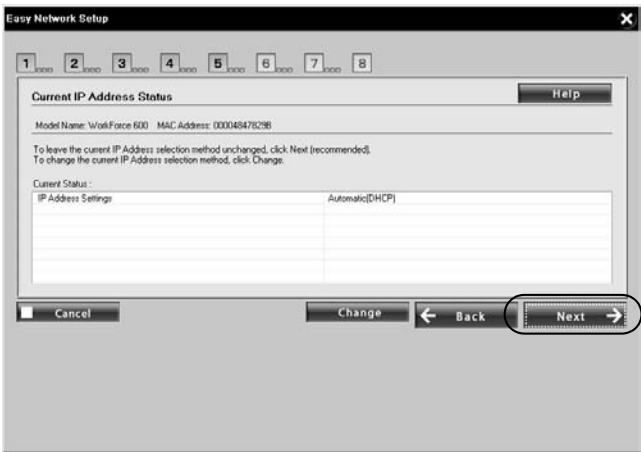 Easy Network Setup
1 2 3 4 5 6 7 8
Current IP Address Status
Help
Model Name: WorkForce 600 MAC Address: 00004847829B
To leave the current IP Address selection method unchanged, click Next (recommended).
To change the current IP Address selection method, click Change.
Current Status :
IP Address Settings Automatic(DHCP)
Cancel Change Back Next